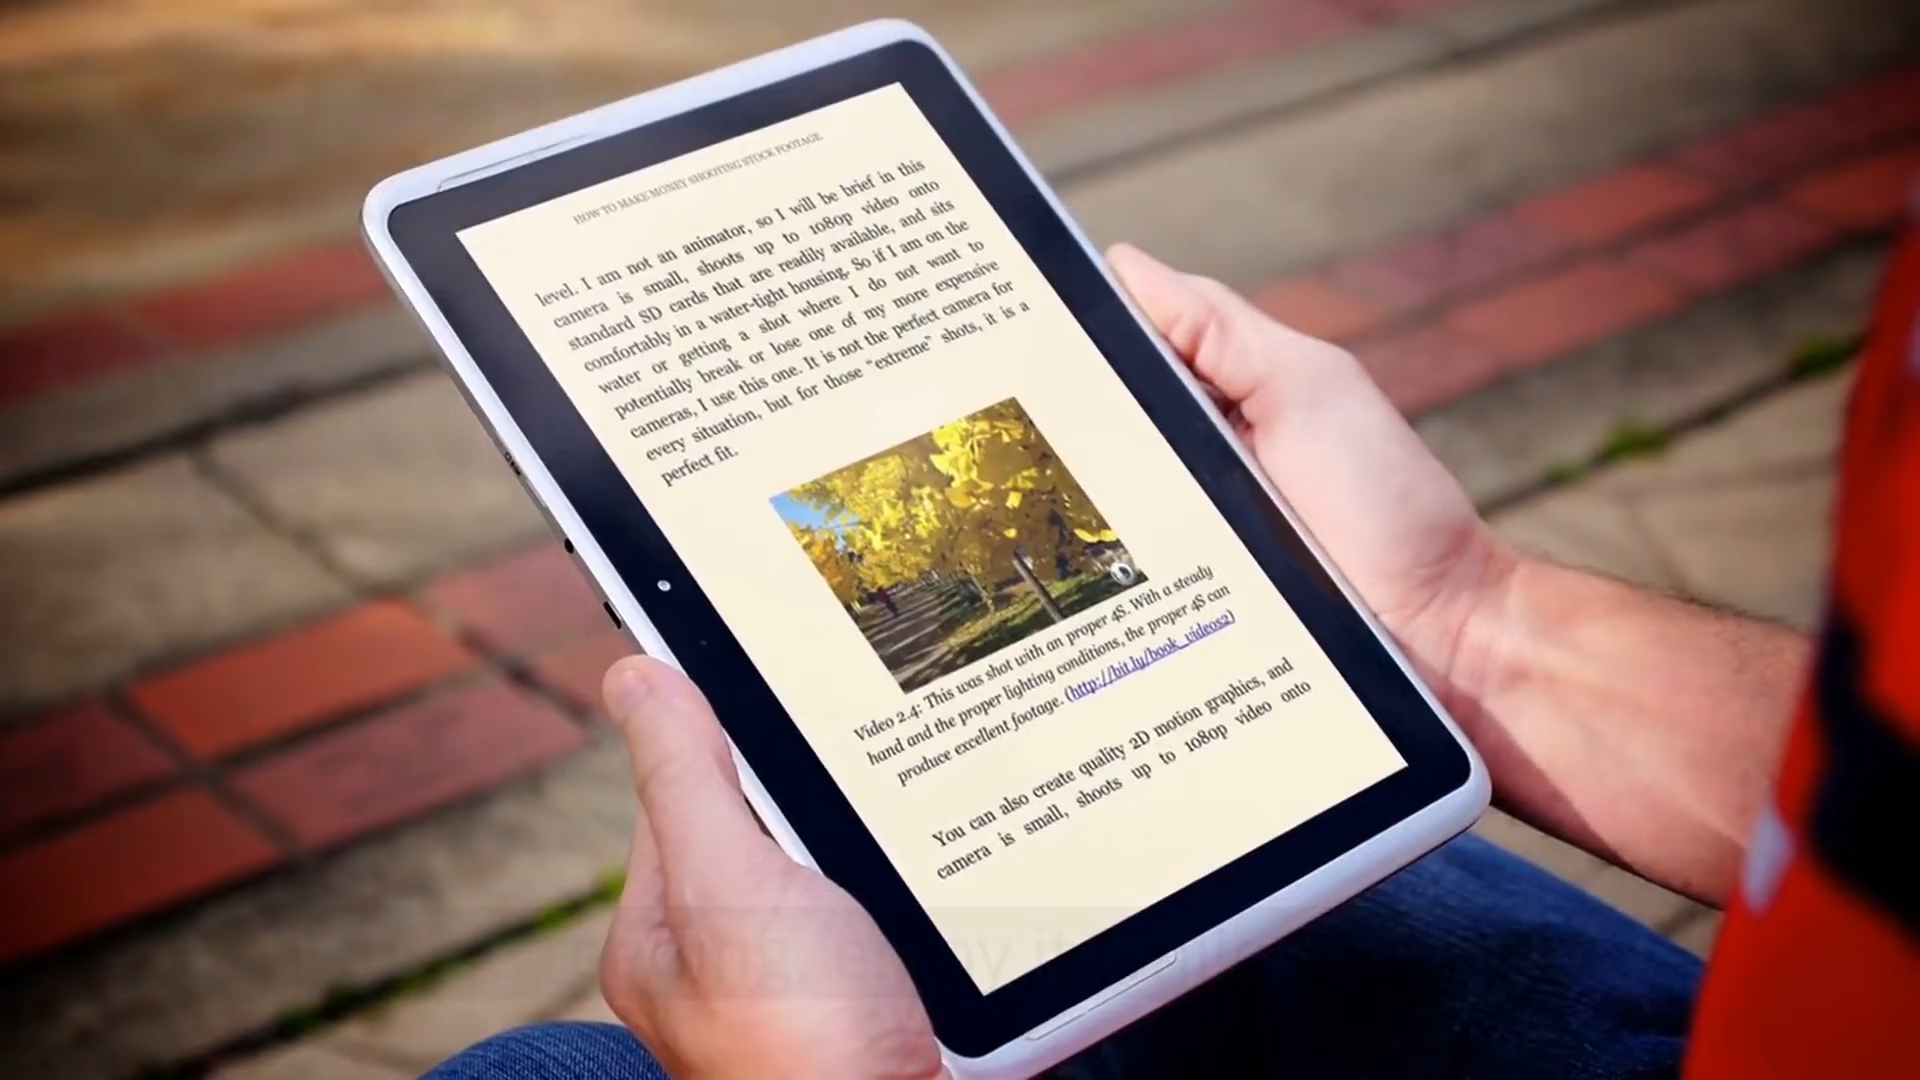 HOW TO MAKE MONEY SHOOTING STOCK FOOTAGE
level. I am not an animator, so I will be brief in this
camera is small, shoots up to 1080p video onto
standard SD cards that are readily available, and sits
comfortably in a water-tight housing. So if I am on the
water or getting a shot where I do not want to
potentially break or lose one of my more expensive
cameras, I use this one. It is not the perfect camera for
every situation, but for those “extreme” shots, it is a
perfect fit.
Video 2.4: This was shot with an proper 4S. With a steady
hand and the proper lighting conditions, the proper 4S can
produce excellent footage. (http://bit.ly/book_videos2)
You can also create quality 2D motion graphics, and
camera is small, shoots up to 1080p video onto